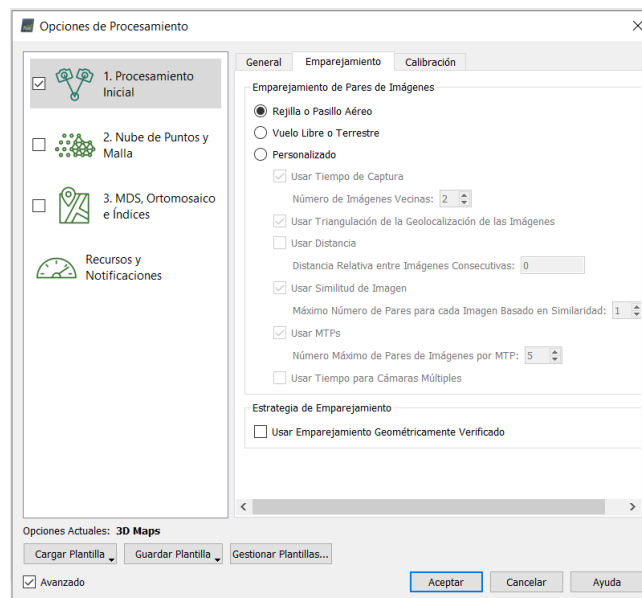 Opciones de Procesamiento
1. Procesamiento
Inicial
2. Nube de Puntos y
Malla
3. MDS, Ortomosaico
e Índices
Recursos y
Notificaciones
General
Emparejamiento
Calibración
Emparejamiento de Pares de Imágenes
Rejilla o Pasillo Aéreo
Vuelo Libre o Terrestre
Personalizado
Usar Tiempo de Captura
Número de Imágenes Vecinas: 2
Usar Triangulación de la Geolocalización de las Imágenes
Usar Distancia
Distancia Relativa entre Imágenes Consecutivas: 0
Usar Similitud de Imagen
Máximo Número de Pares para cada Imagen Basado en Similaridad: 1
Usar MTPs
Número Máximo de Pares de Imágenes por MTP: 5
Usar Tiempo para Cámaras Múltiples
Estrategia de Emparejamiento
Usar Emparejamiento Geométricamente Verificado
Opciones Actuales: 3D Maps
Cargar Plantilla
Guardar Plantilla
Gestionar Plantillas...
Avanzado
Aceptar
Cancelar
Ayuda